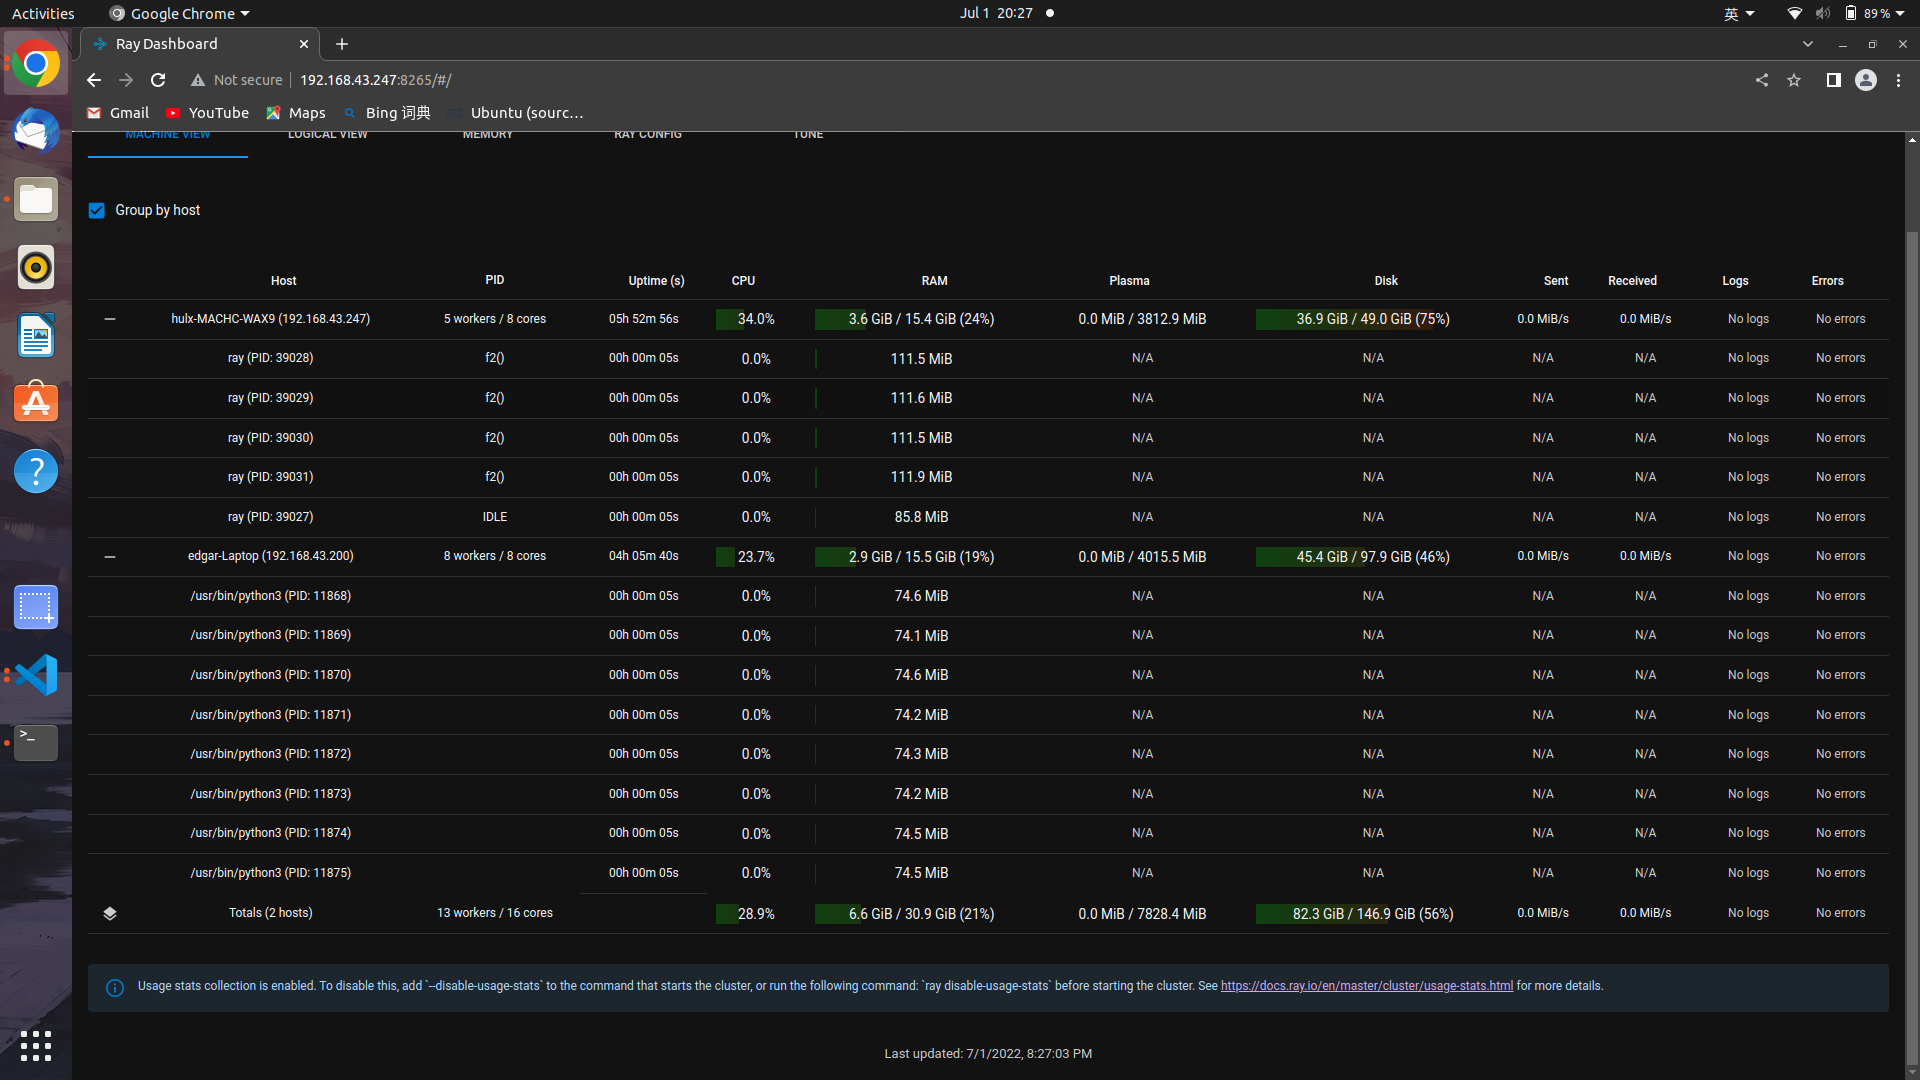 Activities Google Chrome Jul 1 20:27 英 89 %
Ray Dashboard
Not secure 192.168.43.247:8265/#/
Gmail YouTube Maps Bing 词典 Ubuntu (sourc…
MACHINE VIEW LOGICAL VIEW MEMORY RAY CONFIG TUNE
Group by host
Host PID Uptime (s) CPU RAM Plasma Disk Sent Received Logs Errors
hulx-MACHC-WAX9 (192.168.43.247) 5 workers / 8 cores 05h 52m 56s 34.0% 3.6 GiB / 15.4 GiB (24%) 0.0 MiB / 3812.9 MiB 36.9 GiB / 49.0 GiB (75%) 0.0 MiB/s 0.0 MiB/s No logs No errors
ray (PID: 39028) f2() 00h 00m 05s 0.0% 111.5 MiB N/A N/A N/A N/A No logs No errors
ray (PID: 39029) f2() 00h 00m 05s 0.0% 111.6 MiB N/A N/A N/A N/A No logs No errors
ray (PID: 39030) f2() 00h 00m 05s 0.0% 111.5 MiB N/A N/A N/A N/A No logs No errors
ray (PID: 39031) f2() 00h 00m 05s 0.0% 111.9 MiB N/A N/A N/A N/A No logs No errors
ray (PID: 39027) IDLE 00h 00m 05s 0.0% 85.8 MiB N/A N/A N/A N/A No logs No errors
edgar-Laptop (192.168.43.200) 8 workers / 8 cores 04h 05m 40s 23.7% 2.9 GiB / 15.5 GiB (19%) 0.0 MiB / 4015.5 MiB 45.4 GiB / 97.9 GiB (46%) 0.0 MiB/s 0.0 MiB/s No logs No errors
/usr/bin/python3 (PID: 11868) 00h 00m 05s 0.0% 74.6 MiB N/A N/A N/A N/A No logs No errors
/usr/bin/python3 (PID: 11869) 00h 00m 05s 0.0% 74.1 MiB N/A N/A N/A N/A No logs No errors
/usr/bin/python3 (PID: 11870) 00h 00m 05s 0.0% 74.6 MiB N/A N/A N/A N/A No logs No errors
/usr/bin/python3 (PID: 11871) 00h 00m 05s 0.0% 74.2 MiB N/A N/A N/A N/A No logs No errors
/usr/bin/python3 (PID: 11872) 00h 00m 05s 0.0% 74.3 MiB N/A N/A N/A N/A No logs No errors
/usr/bin/python3 (PID: 11873) 00h 00m 05s 0.0% 74.2 MiB N/A N/A N/A N/A No logs No errors
/usr/bin/python3 (PID: 11874) 00h 00m 05s 0.0% 74.5 MiB N/A N/A N/A N/A No logs No errors
/usr/bin/python3 (PID: 11875) 00h 00m 05s 0.0% 74.5 MiB N/A N/A N/A N/A No logs No errors
Totals (2 hosts) 13 workers / 16 cores 28.9% 6.6 GiB / 30.9 GiB (21%) 0.0 MiB / 7828.4 MiB 82.3 GiB / 146.9 GiB (56%) 0.0 MiB/s 0.0 MiB/s No logs No errors
Usage stats collection is enabled. To disable this, add `--disable-usage-stats` to the command that starts the cluster, or run the following command: `ray disable-usage-stats` before starting the cluster. See https://docs.ray.io/en/master/cluster/usage-stats.html for more details.
Last updated: 7/1/2022, 8:27:03 PM